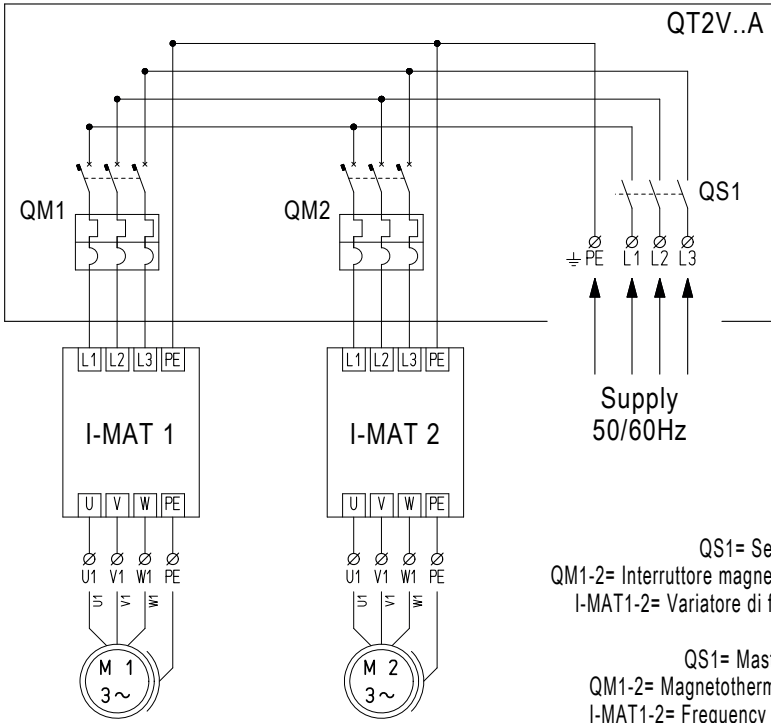 QT2V..A
QM1
QM2
QS1
PE L1 L2 L3
L1 L2 L3 PE
L1 L2 L3 PE
Supply
50/60Hz
I-MAT 1
I-MAT 2
U V W PE
U V W PE
U1 V1 W1 PE
U1 V1 W1 PE
U1 V1 W1
U1 V1 W1
M 1
3~
M 2
3~
QS1= Se
QM1-2= Interruttore magne
I-MAT1-2= Variatore di f
QS1= Mast
QM1-2= Magnetotherm
I-MAT1-2= Frequency